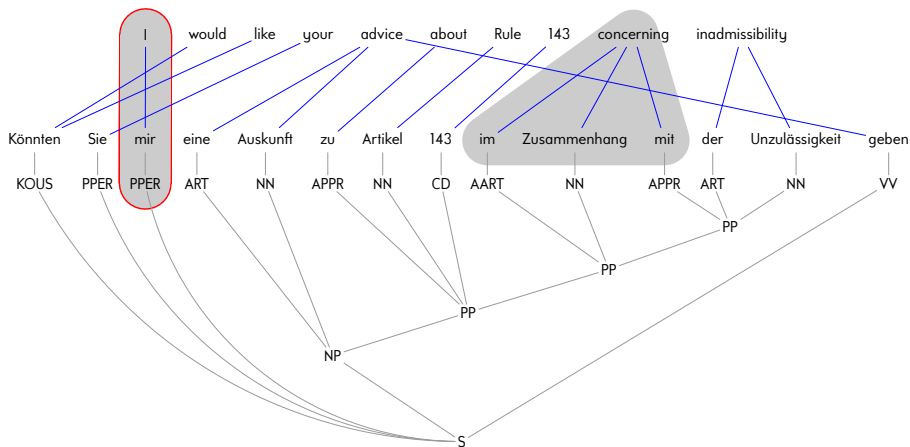 I would like your advice about Rule 143 concerning inadmissibility
Könnten Sie mir eine Auskunft zu Artikel 143 im Zusammenhang mit der Unzulässigkeit geben
KOUS PPER PPER ART NN APPR NN CD AART NN APPR ART NN VV
PP
PP
PP
NP
S